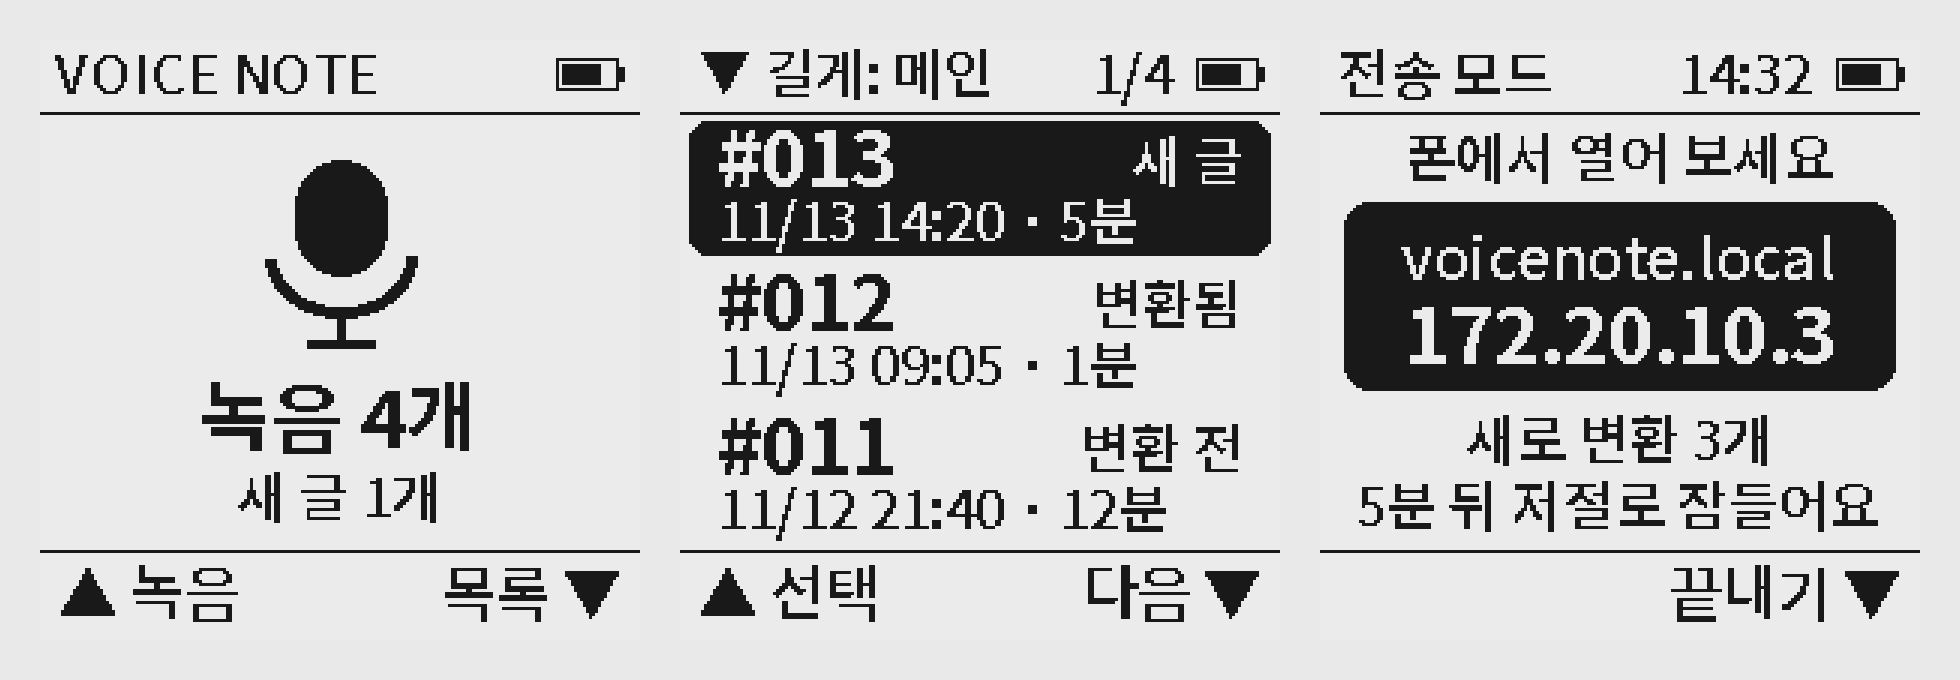 VOICE NOTE
녹음 4개
새 글 1개
▲ 녹음 목록 ▼
▼ 길게: 메인 1/4
#013 새 글
11/13 14:20 · 5분
#012 변환됨
11/13 09:05 · 1분
#011 변환 전
11/12 21:40 · 12분
▲ 선택 다음 ▼
전송 모드 14:32
폰에서 열어 보세요
voicenote.local
172.20.10.3
새로 변환 3개
5분 뒤 저절로 잠들어요
끝내기 ▼